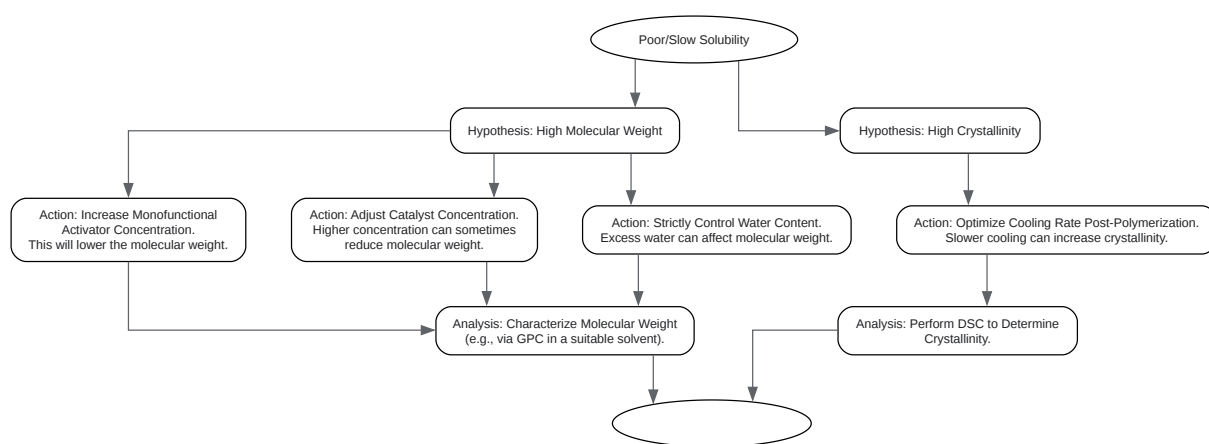 Poor/Slow Solubility
Hypothesis: High Molecular Weight
Hypothesis: High Crystallinity
Action: Increase Monofunctional
Activator Concentration.
This will lower the molecular weight.
Action: Adjust Catalyst Concentration.
Higher concentration can sometimes
reduce molecular weight.
Action: Strictly Control Water Content.
Excess water can affect molecular weight.
Action: Optimize Cooling Rate Post-Polymerization.
Slower cooling can increase crystallinity.
Analysis: Characterize Molecular Weight
(e.g., via GPC in a suitable solvent).
Analysis: Perform DSC to Determine
Crystallinity.